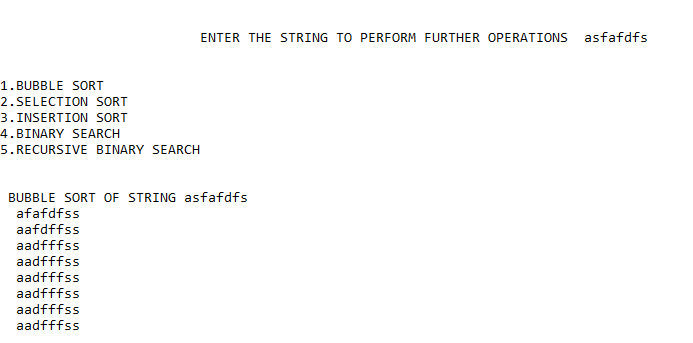 ENTER THE STRING TO PERFORM FURTHER OPERATIONS asfafdfs
1.BUBBLE SORT
2.SELECTION SORT
3.INSERTION SORT
4.BINARY SEARCH
5.RECURSIVE BINARY SEARCH
BUBBLE SORT OF STRING asfafdfs
afafdfss
aafdffss
aadfffss
aadfffss
aadfffss
aadfffss
aadfffss
aadfffss